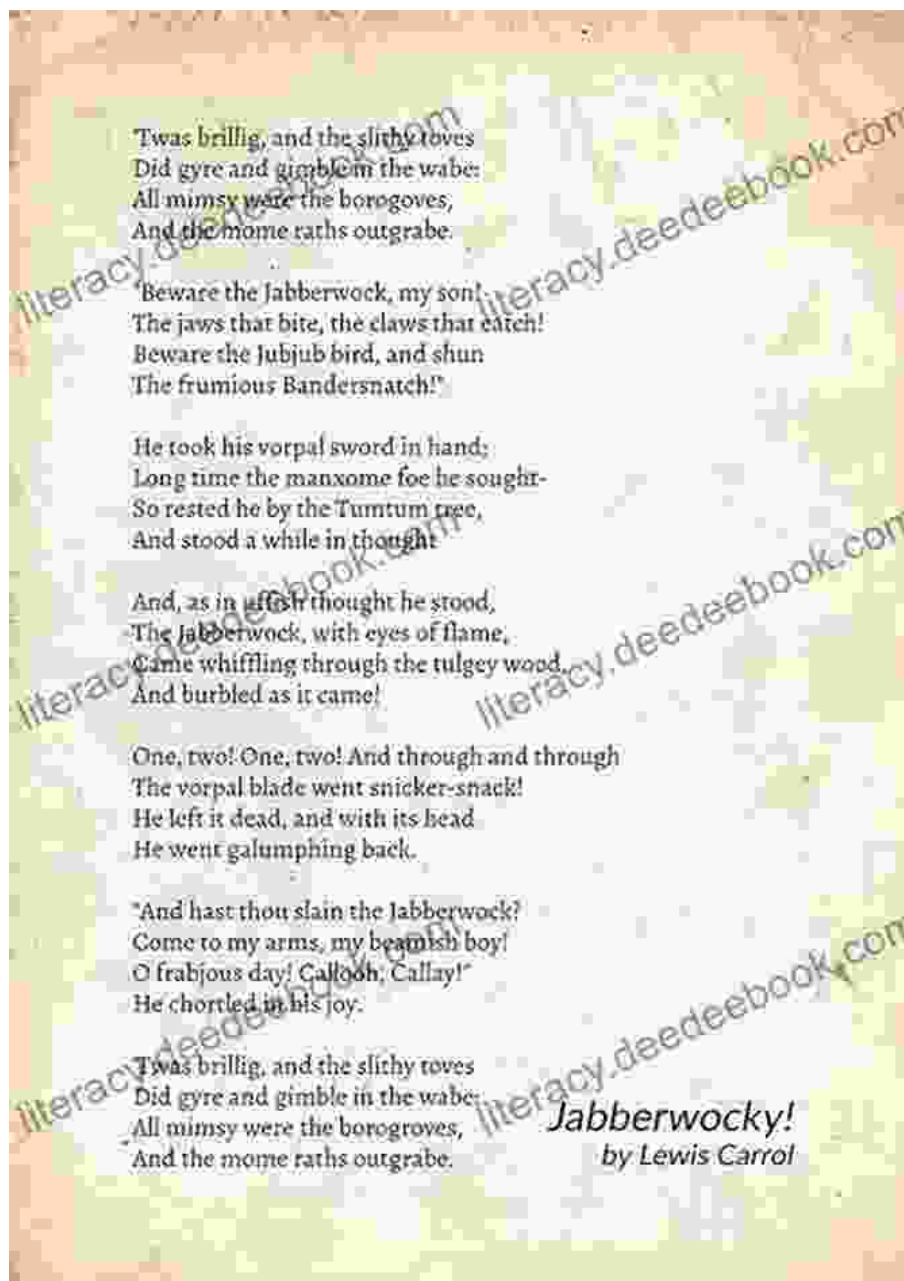 'Twas brillig, and the slithy toves
Did gyre and gimble in the wabe:
All mimsy were the borogoves,
And the mome raths outgrabe.
"Beware the Jabberwock, my son!
The jaws that bite, the claws that catch!
Beware the Jubjub bird, and shun
The frumious Bandersnatch!"
He took his vorpal sword in hand;
Long time the manxome foe he sought-
So rested he by the Tumtum tree,
And stood a while in thought
And, as in uffish thought he stood,
The Jabberwock, with eyes of flame,
Came whiffling through the tulgey wood,
And burbled as it came!
One, two! One, two! And through and through
The vorpal blade went snicker-snack!
He left it dead, and with its head
He went galumphing back.
"And hast thou slain the Jabberwock?
Come to my arms, my beamish boy!
O frabjous day! Callooh, Callay!"
He chortled in his joy.
'Twas brillig, and the slithy toves
Did gyre and gimble in the wabe:
All mimsy were the borogroves,
And the mome raths outgrabe.
Jabberwocky!
by Lewis Carrol
literacy.deedeebook.com
literacy.deedeebook.com
literacy.deedeebook.com
literacy.deedeebook.com
literacy.deedeebook.com
literacy.deedeebook.com